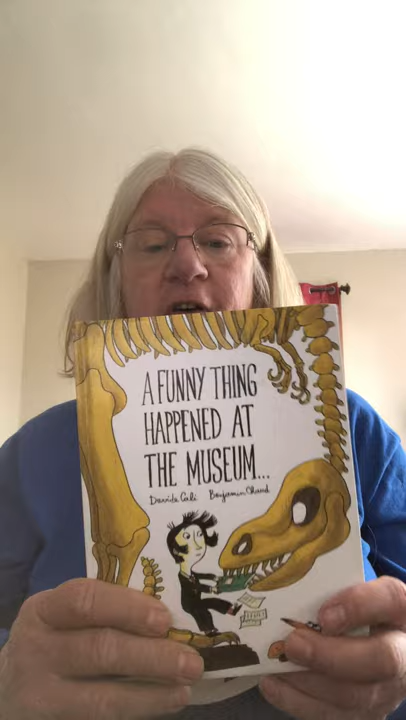 A FUNNY THING
HAPPENED AT
THE MUSEUM...
Davide Cali Benjamin Chaud